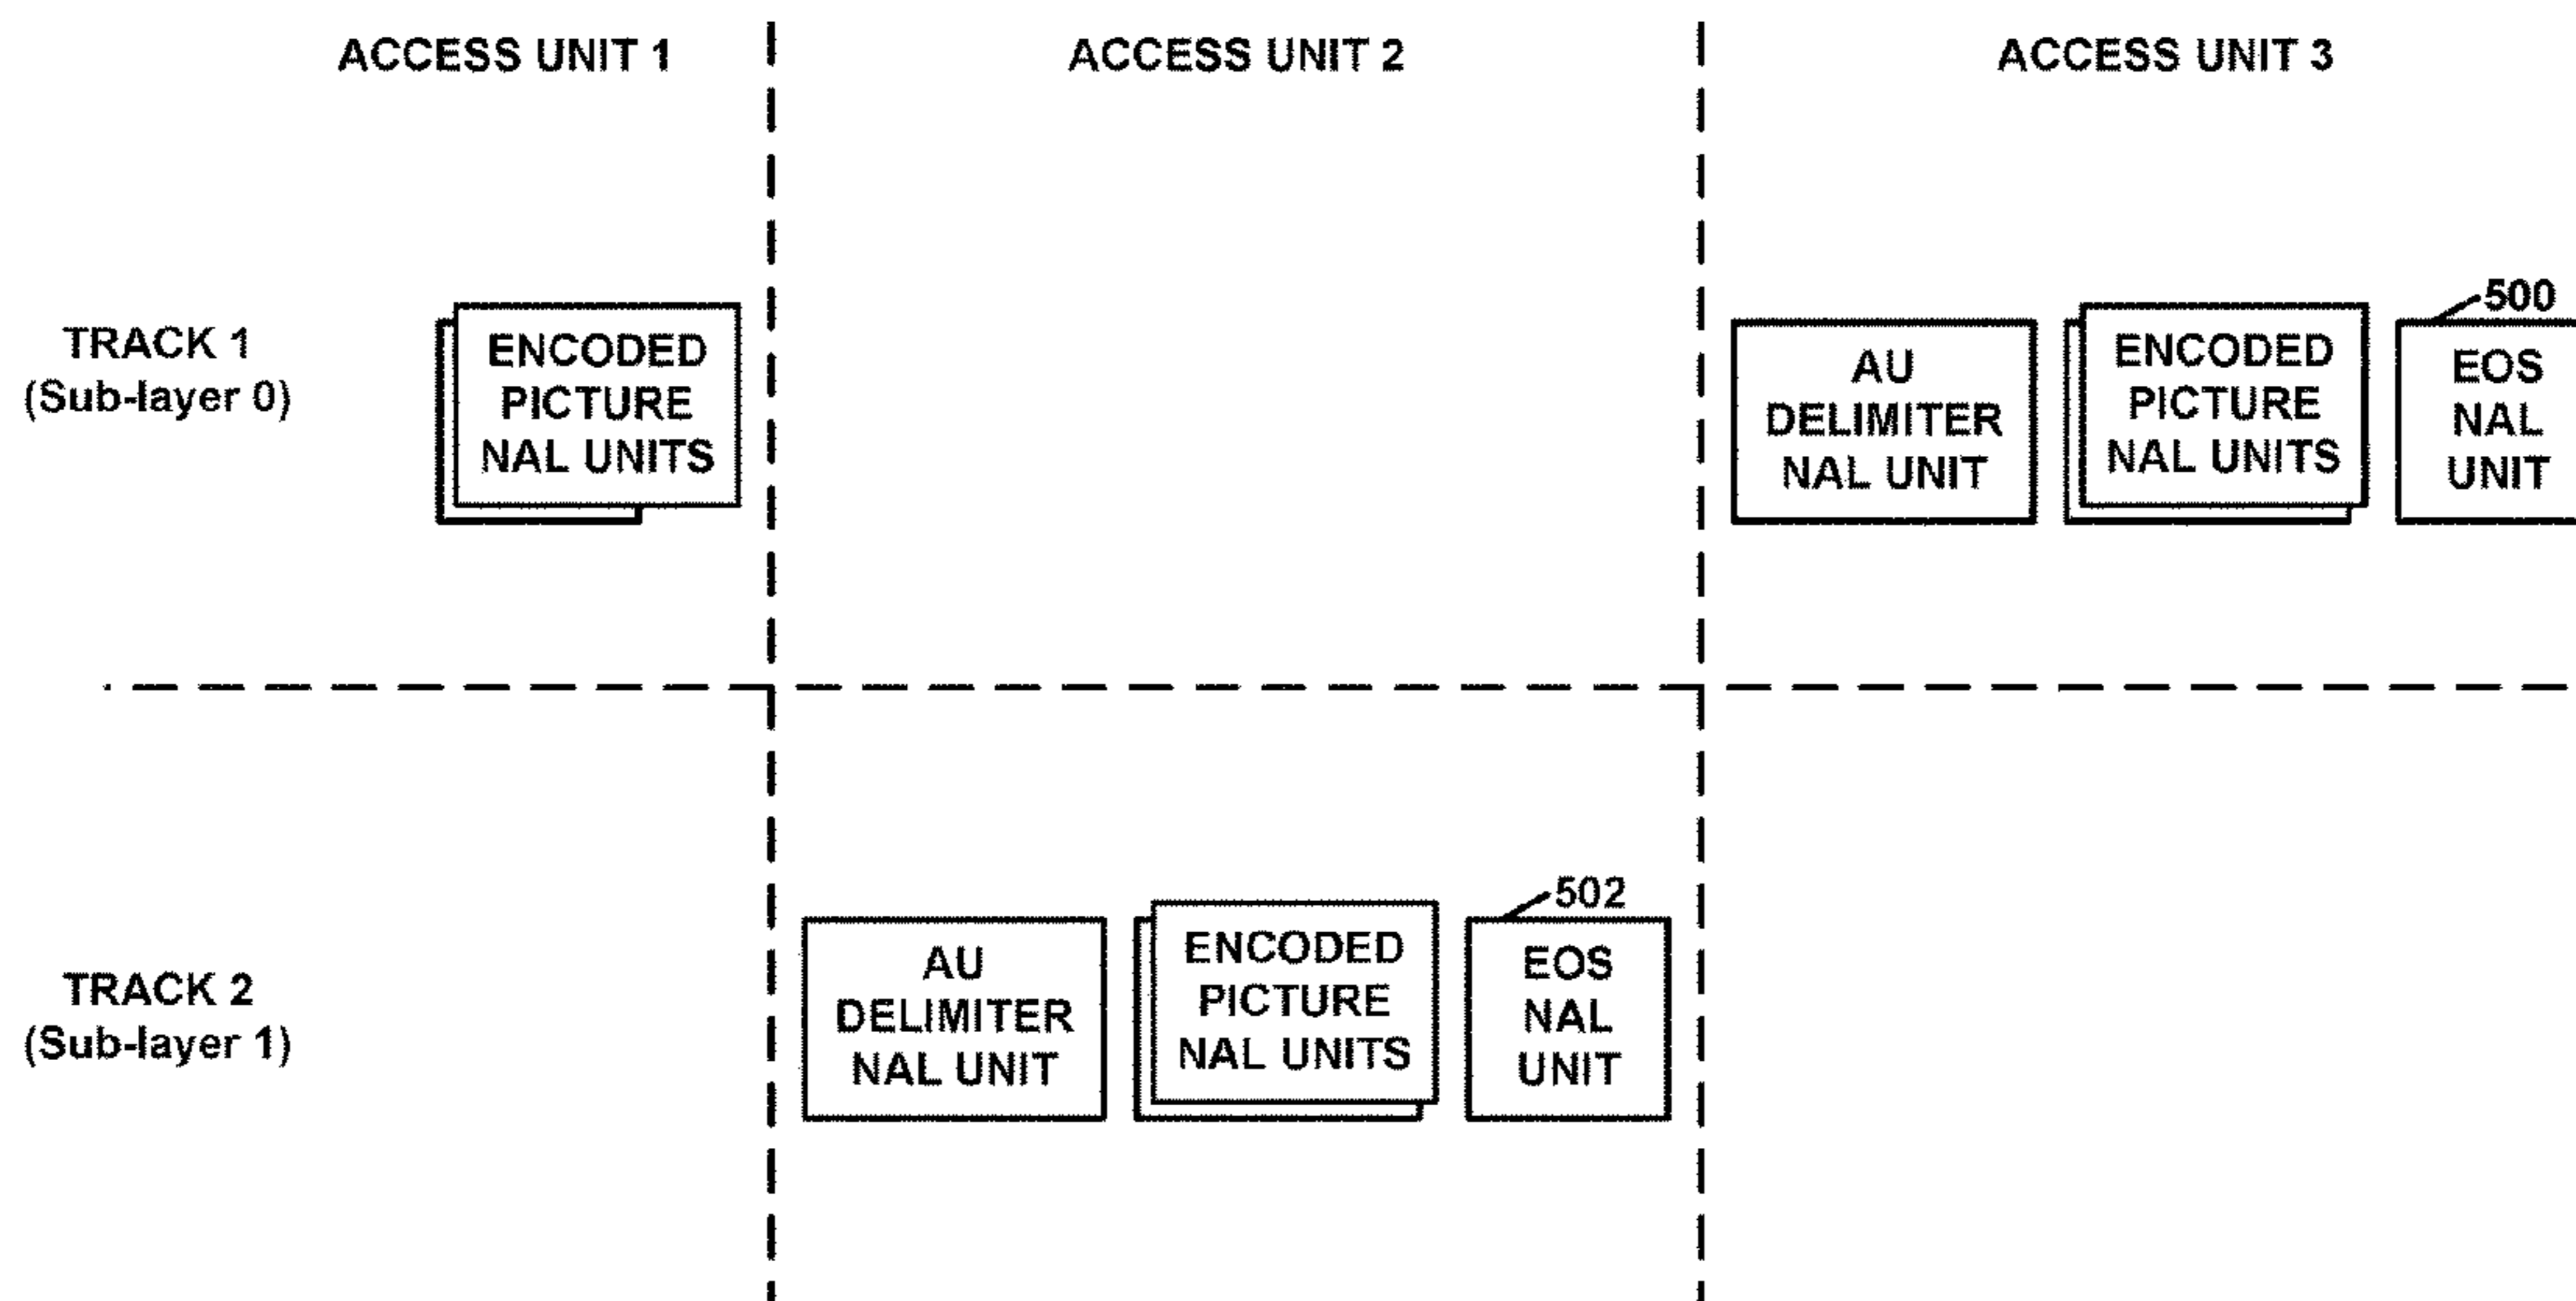 ACCESS UNIT 1
ACCESS UNIT 2
ACCESS UNIT 3
TRACK 1
(Sub-layer 0)
ENCODED
PICTURE
NAL UNITS
AU
DELIMITER
NAL UNIT
ENCODED
PICTURE
NAL UNITS
500
EOS
NAL
UNIT
TRACK 2
(Sub-layer 1)
AU
DELIMITER
NAL UNIT
ENCODED
PICTURE
NAL UNITS
502
EOS
NAL
UNIT